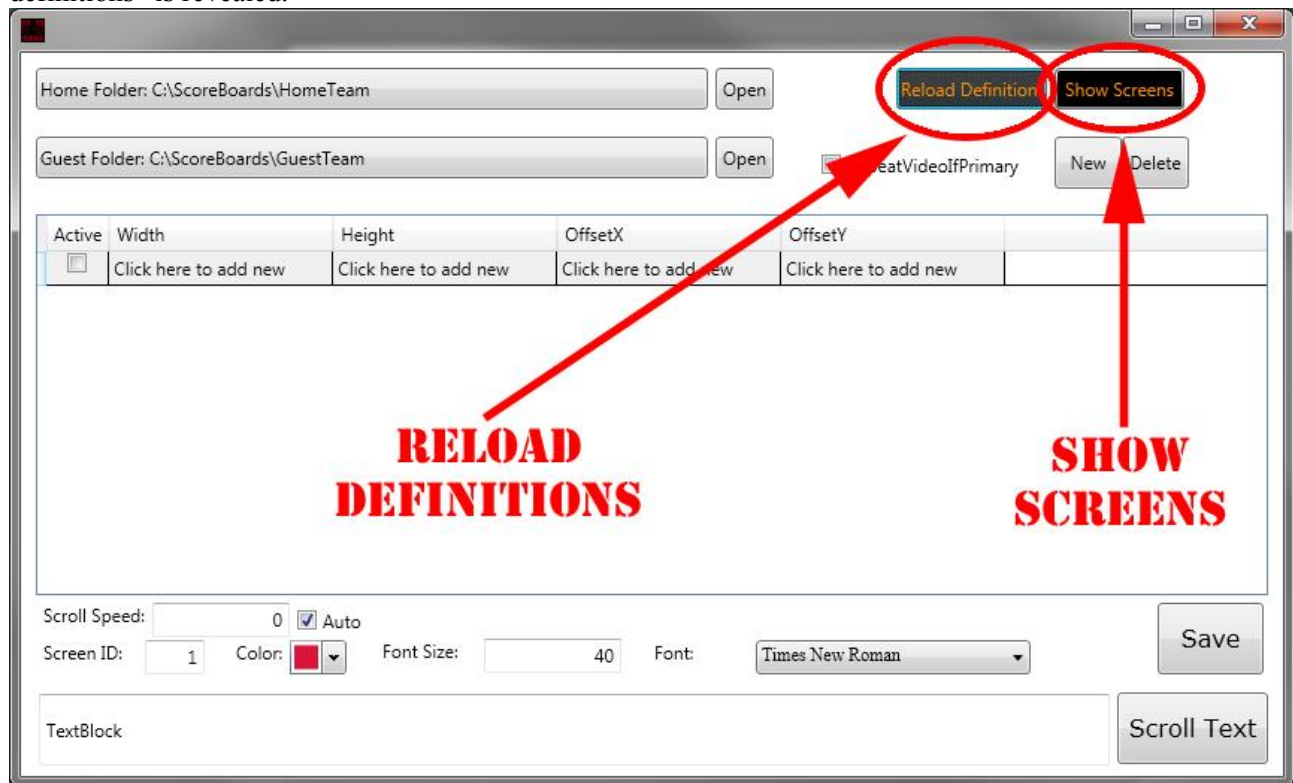 Home Folder: C:\ScoreBoards\HomeTeam Open Reload Definition Show Screens
Guest Folder: C:\ScoreBoards\GuestTeam Open eatVideoIfPrimary New Delete
Active Width Height OffsetX OffsetY
Click here to add new Click here to add new Click here to add new Click here to add new
RELOAD
DEFINITIONS
SHOW
SCREENS
Scroll Speed: 0 Auto
Screen ID: 1 Color: Font Size: 40 Font: Times New Roman
Save
TextBlock
Scroll Text